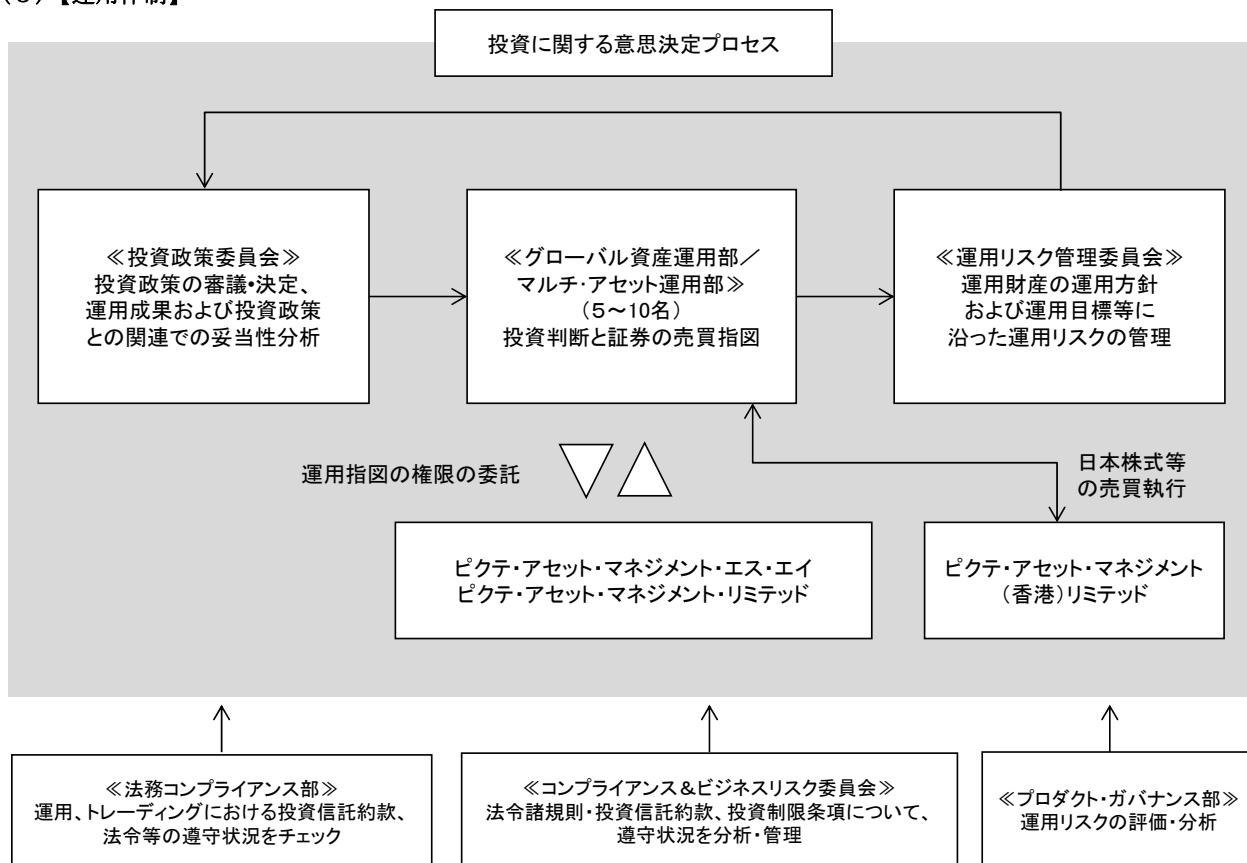 投資に関する意思決定プロセス
≪投資政策委員会≫
投資政策の審議・決定、
運用成果および投資政策
との関連での妥当性分析
≪グローバル資産運用部／
マルチ・アセット運用部≫
（５～10名）
投資判断と証券の売買指図
≪運用リスク管理委員会≫
運用財産の運用方針
および運用目標等に
沿った運用リスクの管理
運用指図の権限の委託
日本株式等
の売買執行
ピクテ・アセット・マネジメント・エス・エイ
ピクテ・アセット・マネジメント・リミテッド
ピクテ・アセット・マネジメント
（香港）リミテッド
≪法務コンプライアンス部≫
運用、トレーディングにおける投資信託約款、
法令等の遵守状況をチェック
≪コンプライアンス＆ビジネスリスク委員会≫
法令諸規則・投資信託約款、投資制限条項について、
遵守状況を分析・管理
≪プロダクト・ガバナンス部≫
運用リスクの評価・分析